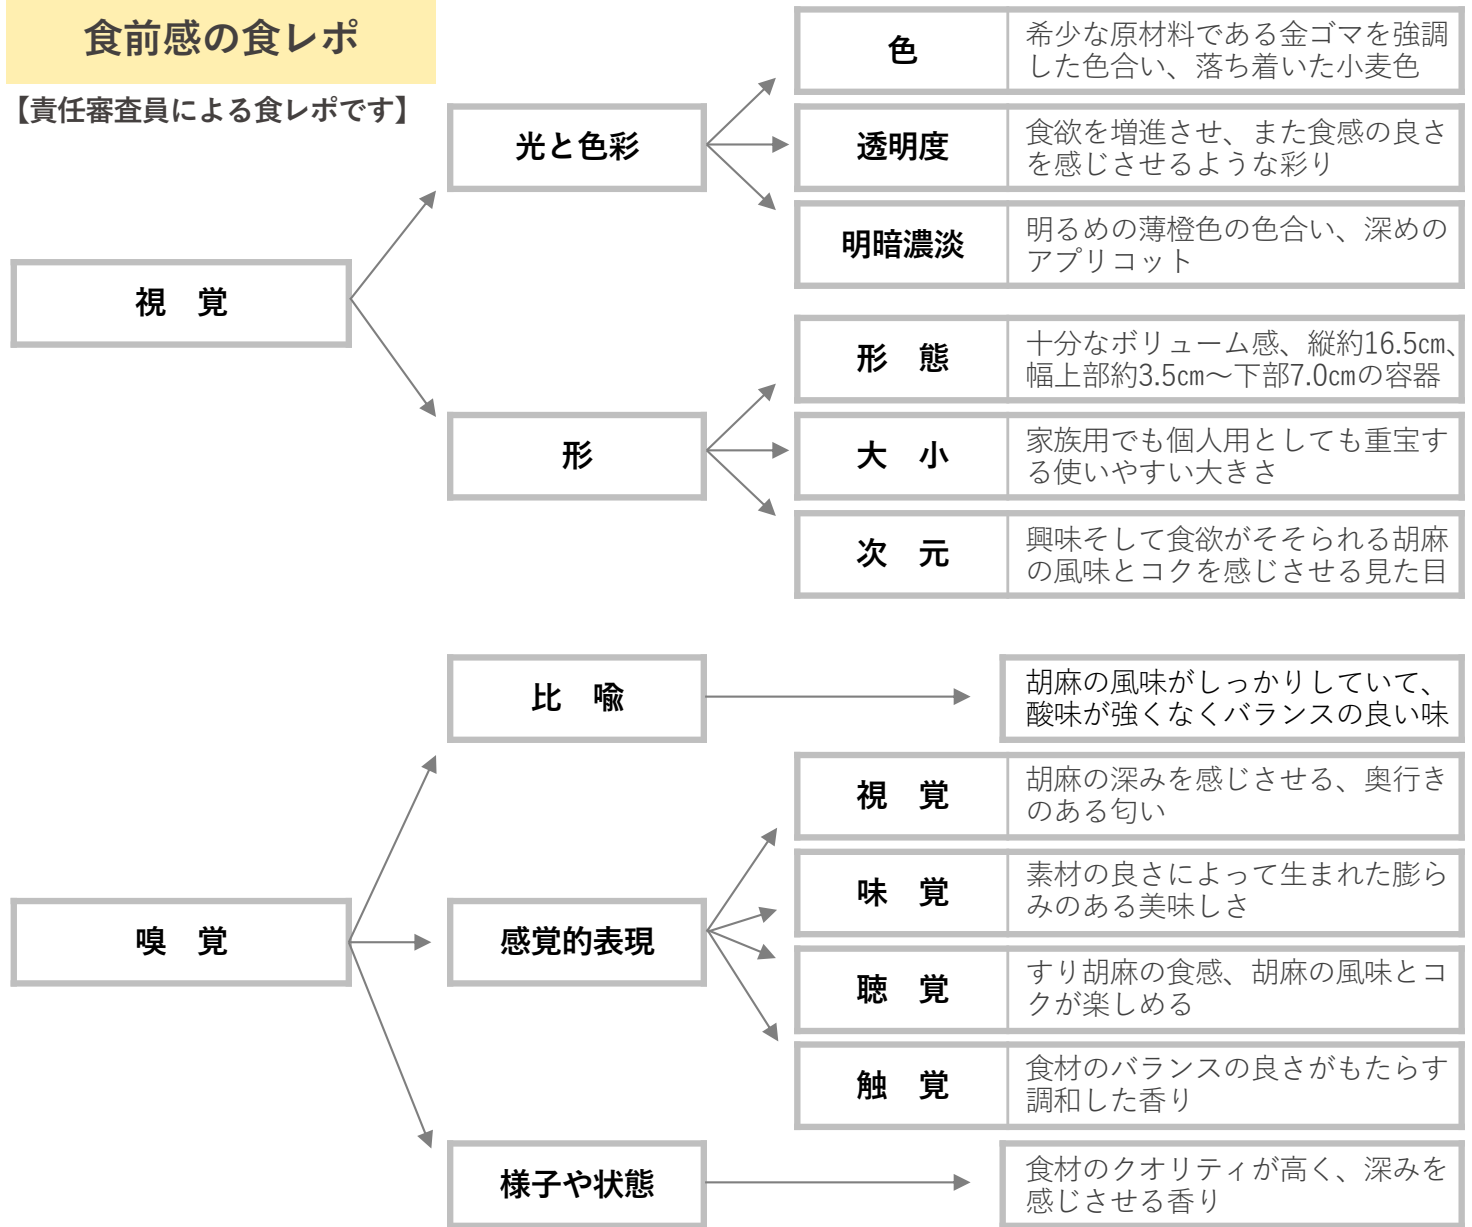 食前感の食レポ
【責任審査員による食レポです】
視　覚
光と色彩
色
希少な原材料である金ゴマを強調
した色合い、落ち着いた小麦色
透明度
食欲を増進させ、また食感の良さ
を感じさせるような彩り
明暗濃淡
明るめの薄橙色の色合い、深めの
アプリコット
形
形　態
十分なボリューム感、縦約16.5㎝、
幅上部約3.5㎝～下部7.0㎝の容器
大　小
家族用でも個人用としても重宝す
る使いやすい大きさ
次　元
興味そして食欲がそそられる胡麻
の風味とコクを感じさせる見た目
嗅　覚
比　喩
胡麻の風味がしっかりしていて、
酸味が強くなくバランスの良い味
感覚的表現
視　覚
胡麻の深みを感じさせる、奥行き
のある匂い
味　覚
素材の良さによって生まれた膨ら
みのある美味しさ
聴　覚
すり胡麻の食感、胡麻の風味とコ
クが楽しめる
触　覚
食材のバランスの良さがもたらす
調和した香り
様子や状態
食材のクオリティが高く、深みを
感じさせる香り